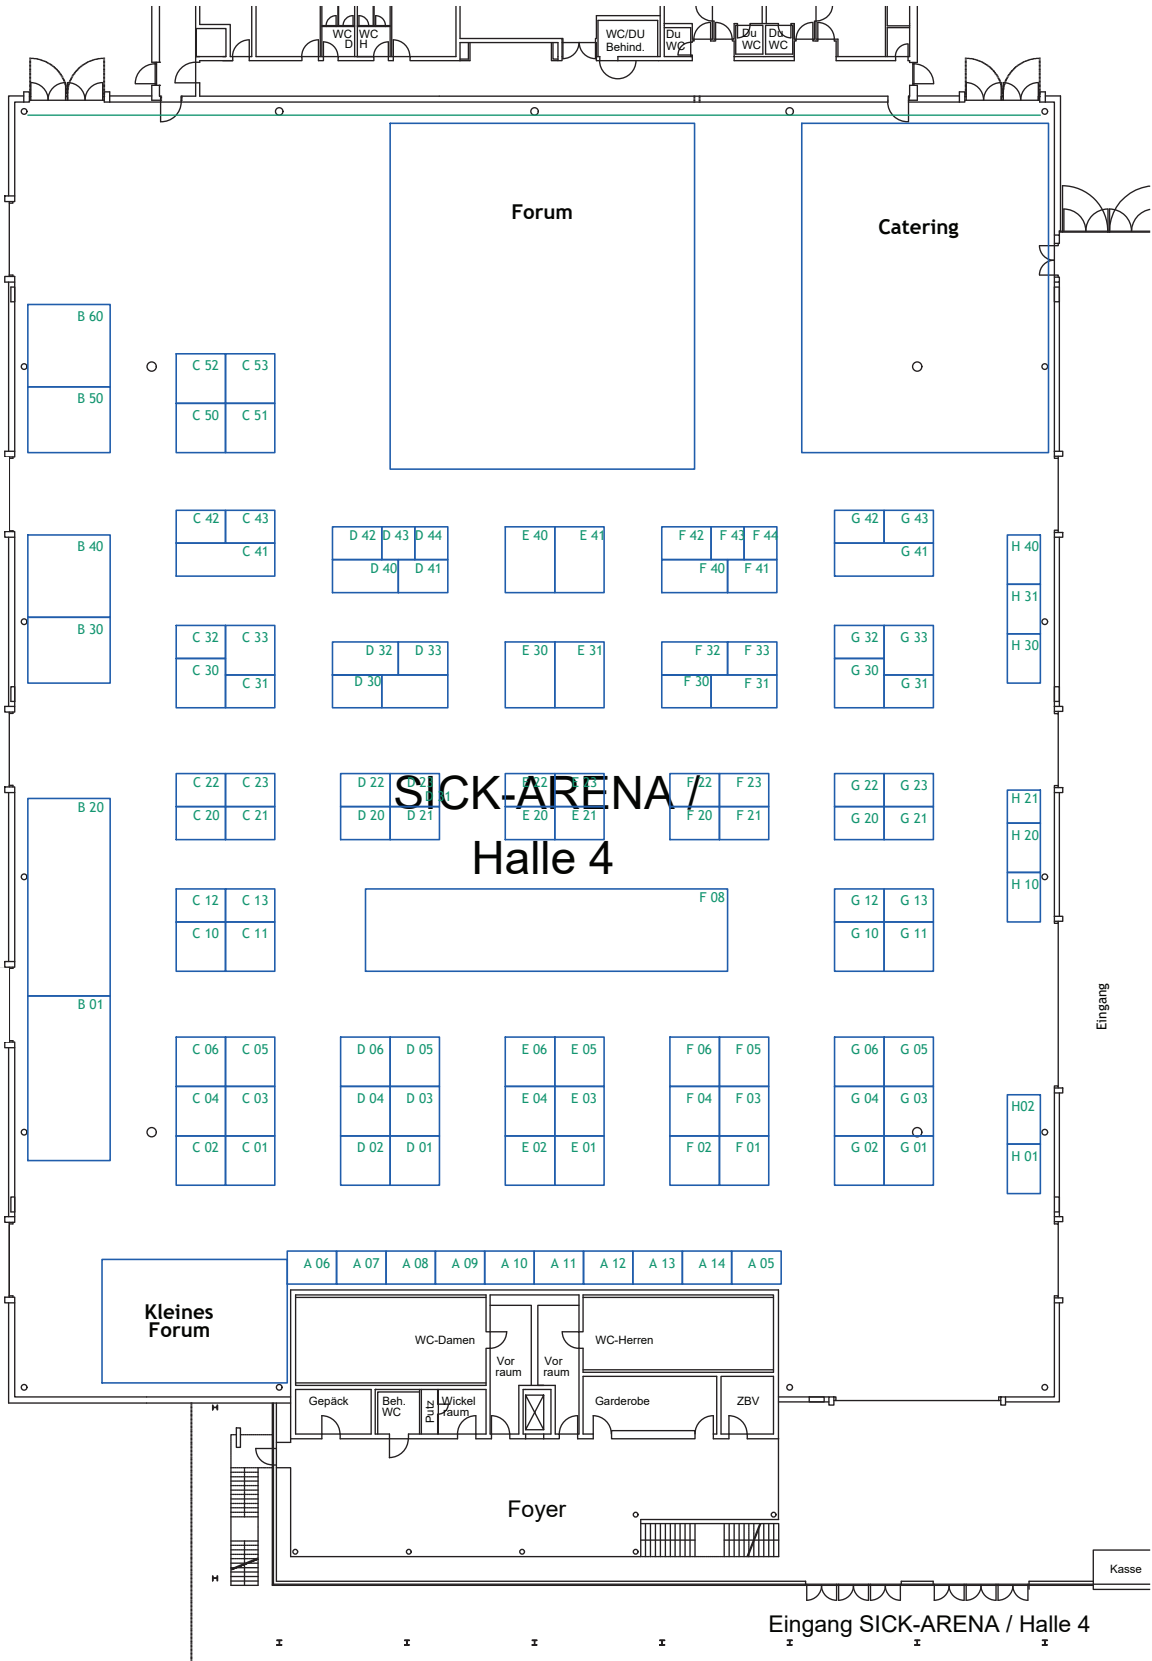 WC D
WC H
WC/DU Behind.
Du WC
Du WC
Du WC
Forum
Catering
B 60
C 52
C 53
B 50
C 50
C 51
C 42
C 43
C 41
D 42
D 43
D 44
D 40
D 41
E 40
E 41
F 42
F 43
F 44
F 40
F 41
G 42
G 43
G 41
B 40
H 40
H 31
B 30
H 30
C 32
C 33
C 30
C 31
D 32
D 33
D 30
E 30
E 31
F 32
F 33
F 30
F 31
G 32
G 33
G 30
G 31
C 22
C 23
D 22
D 23
D 31
E 22
E 23
F 22
F 23
G 22
G 23
H 21
SICK-ARENA /
B 20
C 20
C 21
D 20
D 21
E 20
E 21
F 20
F 21
G 20
G 21
H 20
Halle 4
H 10
C 12
C 13
F 08
G 12
G 13
C 10
C 11
G 10
G 11
B 01
Eingang
C 06
C 05
D 06
D 05
E 06
E 05
F 06
F 05
G 06
G 05
C 04
C 03
D 04
D 03
E 04
E 03
F 04
F 03
G 04
G 03
H02
C 02
C 01
D 02
D 01
E 02
E 01
F 02
F 01
G 02
G 01
H 01
A 06
A 07
A 08
A 09
A 10
A 11
A 12
A 13
A 14
A 05
Kleines
Forum
WC-Damen
WC-Herren
Vor
raum
Vor
raum
Gepäck
Beh.
WC
Putz
Wickel
raum
Garderobe
ZBV
Foyer
Kasse
Eingang SICK-ARENA / Halle 4